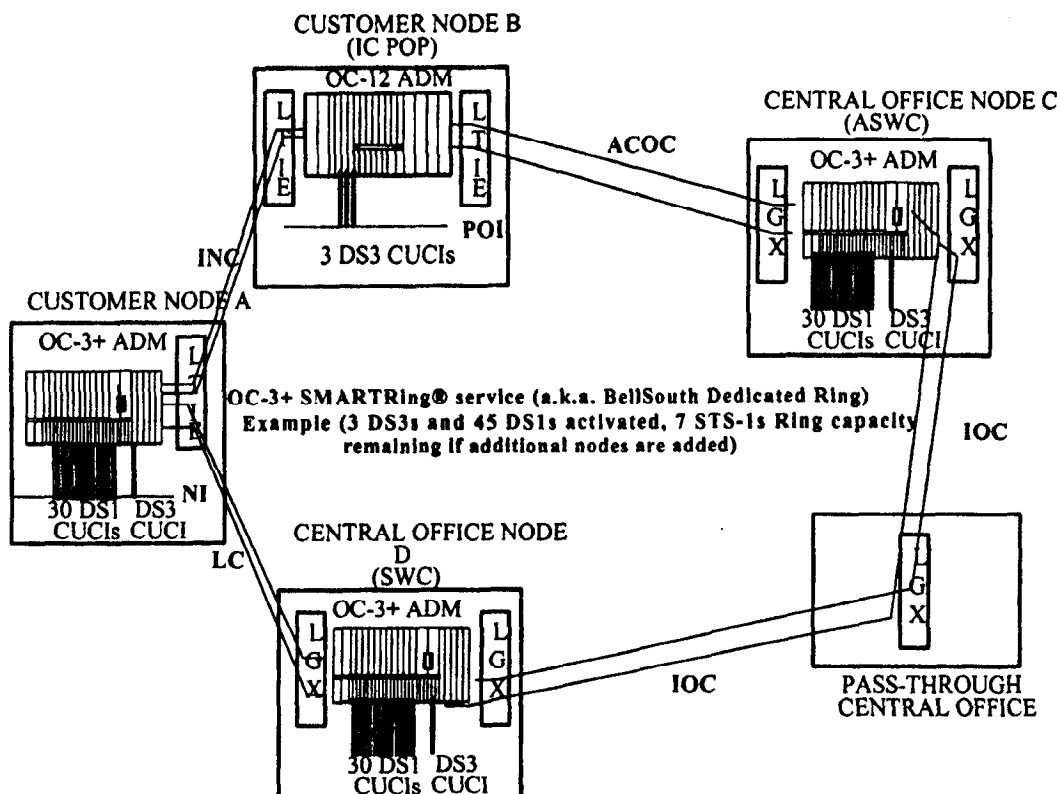 CUSTOMER NODE B
(IC POP)
OC-12 ADM
L
T
I
E
L
T
I
E
POI
3 DS3 CUCIs
ACOC
CENTRAL OFFICE NODE C
(ASWC)
OC-3+ ADM
L
G
X
L
G
X
30 DS1 DS3
CUCIs CUCI
INC
CUSTOMER NODE A
OC-3+ ADM
L
E
NI
30 DS1 DS3
CUCIs CUCI
OC-3+ SMARTRing® service (a.k.a. BellSouth Dedicated Ring)
Example (3 DS3s and 45 DS1s activated, 7 STS-1s Ring capacity
remaining if additional nodes are added)
IOC
LC
CENTRAL OFFICE NODE
D
(SWC)
OC-3+ ADM
L
G
X
L
G
X
30 DS1 DS3
CUCIs CUCI
IOC
L
G
X
PASS-THROUGH
CENTRAL OFFICE